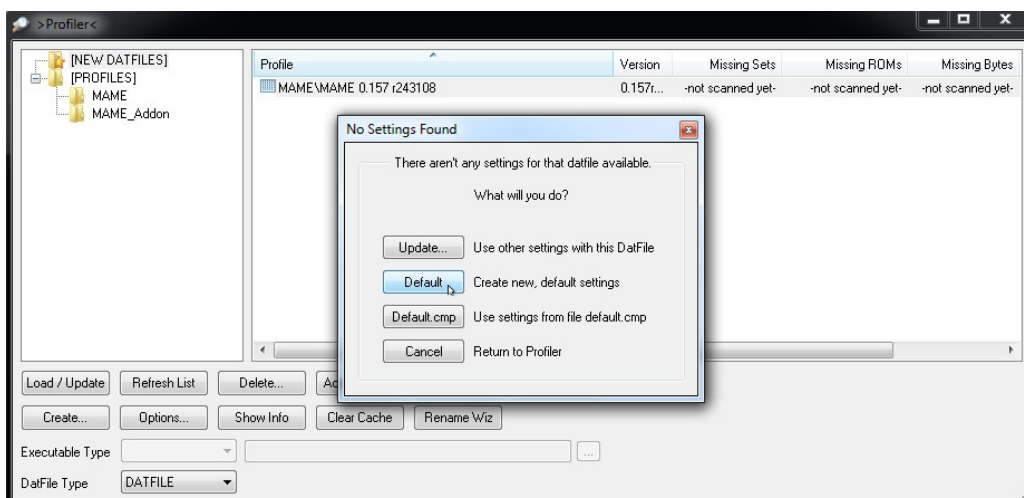 >Profiler<
[NEW DATFILES]
[PROFILES]
MAME
MAME_Addon
Profile Version Missing Sets Missing ROMs Missing Bytes
MAME\MAME 0.157 r243108 0.157r... -not scanned yet- -not scanned yet- -not scanned yet-
No Settings Found
There aren't any settings for that datfile available.
What will you do?
Update... Use other settings with this DatFile
Default Create new, default settings
Default.cmp Use settings from file default.cmp
Cancel Return to Profiler
Load / Update Refresh List Delete...
Create... Options... Show Info Clear Cache Rename Wiz
Executable Type ...
DatFile Type DATFILE